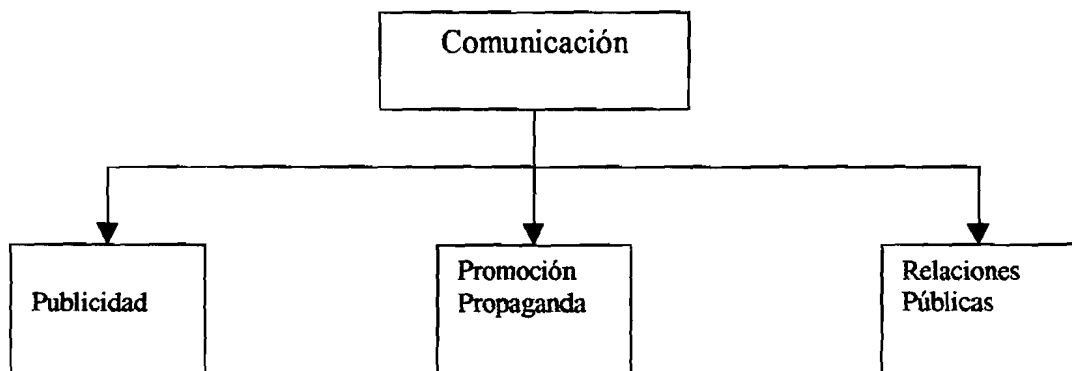 Comunicación
Publicidad
Promoción
Propaganda
Relaciones
Públicas